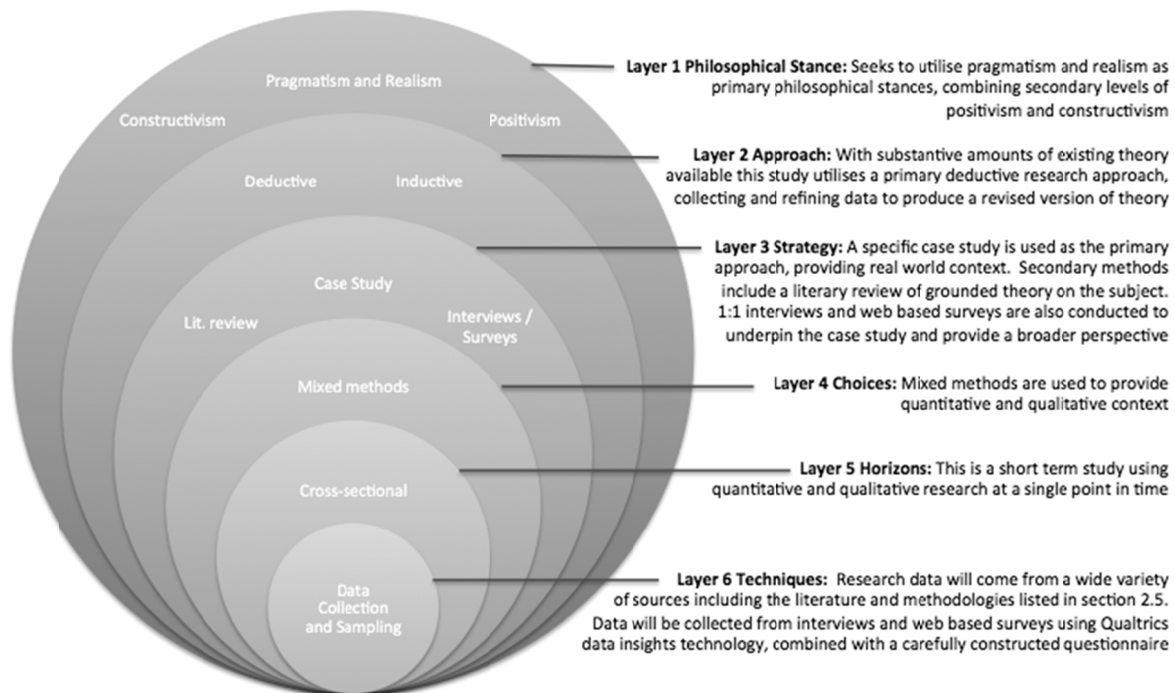 Pragmatism and Realism
Constructivism
Positivism
Deductive
Inductive
Case Study
Lit. review
Interviews /
Surveys
Mixed methods
Cross-sectional
Data
Collection
and Sampling
Layer 1 Philosophical Stance: Seeks to utilise pragmatism and realism as
primary philosophical stances, combining secondary levels of
positivism and constructivism
Layer 2 Approach: With substantive amounts of existing theory
available this study utilises a primary deductive research approach,
collecting and refining data to produce a revised version of theory
Layer 3 Strategy: A specific case study is used as the primary
approach, providing real world context. Secondary methods
include a literary review of grounded theory on the subject.
1:1 interviews and web based surveys are also conducted to
underpin the case study and provide a broader perspective
Layer 4 Choices: Mixed methods are used to provide
quantitative and qualitative context
Layer 5 Horizons: This is a short term study using
quantitative and qualitative research at a single point in time
Layer 6 Techniques: Research data will come from a wide variety
of sources including the literature and methodologies listed in section 2.5.
Data will be collected from interviews and web based surveys using Qualtrics
data insights technology, combined with a carefully constructed questionnaire